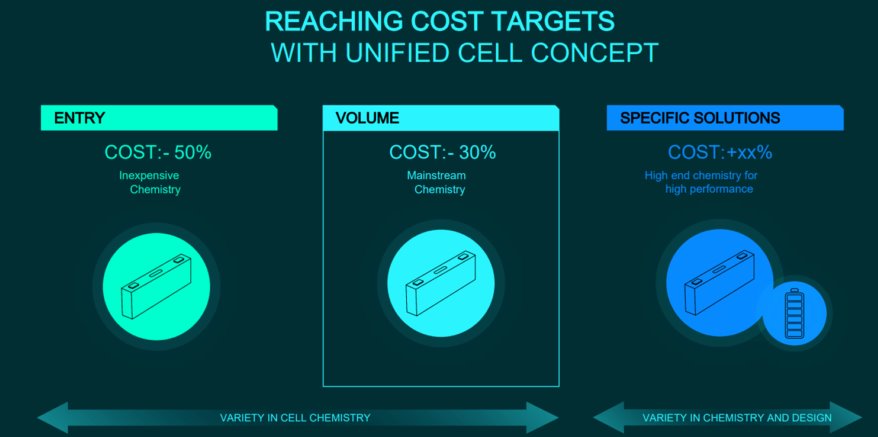 REACHING COST TARGETS
WITH UNIFIED CELL CONCEPT
ENTRY
COST:- 50%
Inexpensive
Chemistry
VOLUME
COST:- 30%
Mainstream
Chemistry
SPECIFIC SOLUTIONS
COST:+xx%
High end chemistry for
high performance
VARIETY IN CELL CHEMISTRY
VARIETY IN CHEMISTRY AND DESIGN